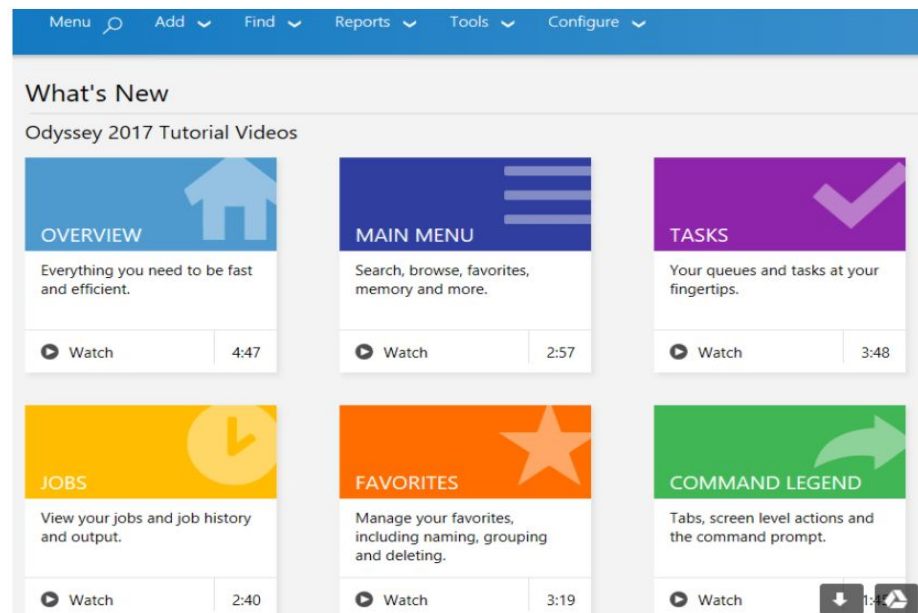 Menu Add Find Reports Tools Configure
What's New
Odyssey 2017 Tutorial Videos
OVERVIEW
Everything you need to be fast
and efficient.
Watch 4:47
MAIN MENU
Search, browse, favorites,
memory and more.
Watch 2:57
TASKS
Your queues and tasks at your
fingertips.
Watch 3:48
JOBS
View your jobs and job history
and output.
Watch 2:40
FAVORITES
Manage your favorites,
including naming, grouping
and deleting.
Watch 3:19
COMMAND LEGEND
Tabs, screen level actions and
the command prompt.
Watch